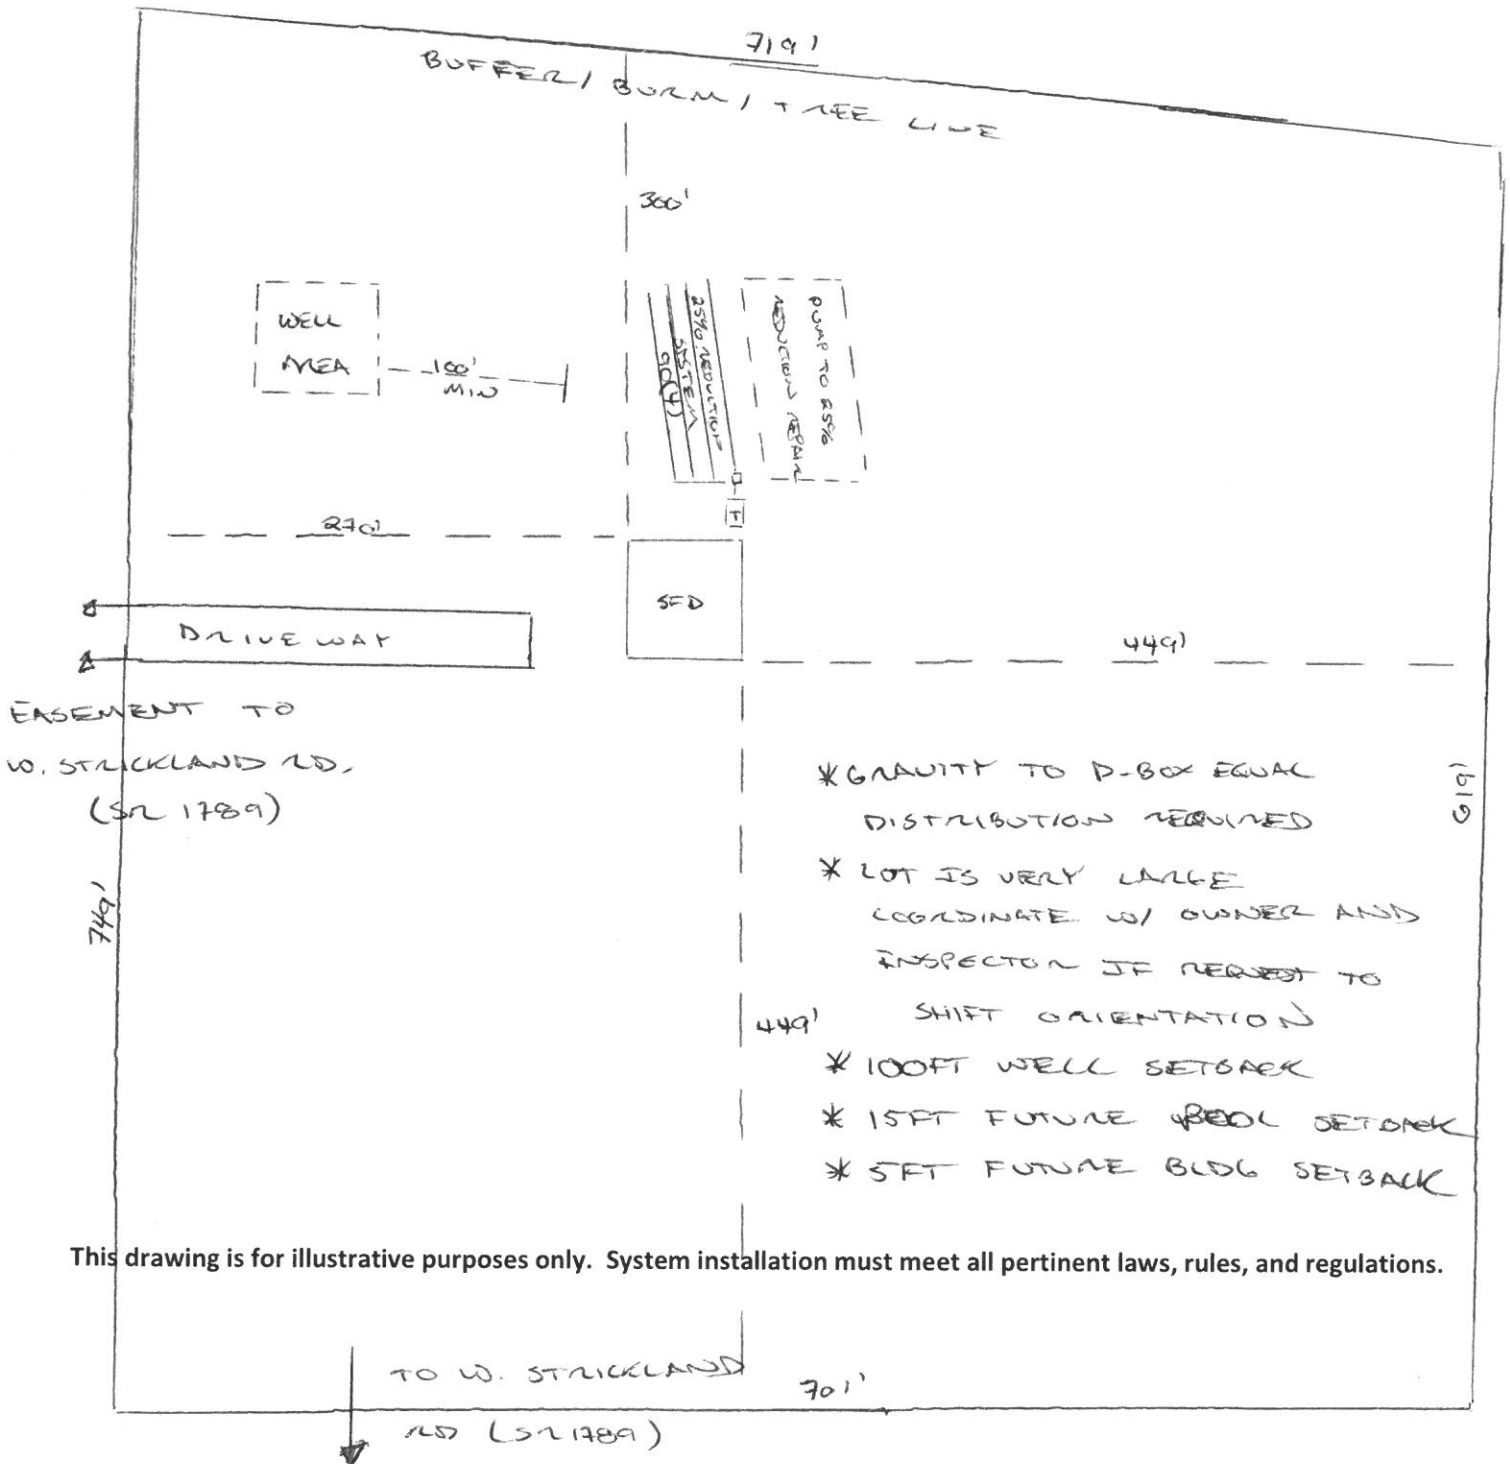 719'
BUFFER / BURM / TREE LINE
300'
WELL
AREA
100'
MIN
25% REDUCTION
SYSTEM
90(4)
PUMP TO 25%
REDUCTION REPAIR
T
270'
SFD
DRIVEWAY
449'
EASEMENT TO
W. STRICKLAND RD.
(SR 1789)
* GRAVITY TO D-BOX EQUAL
DISTRIBUTION REQUIRED
* LOT IS VERY LARGE
COORDINATE W/ OWNER AND
INSPECTOR IF REQUEST TO
SHIFT ORIENTATION
* 100FT WELL SETBACK
* 15FT FUTURE POOL SETBACK
* 5FT FUTURE BLDG SETBACK
619'
749'
449'
This drawing is for illustrative purposes only. System installation must meet all pertinent laws, rules, and regulations.
TO W. STRICKLAND
RD (SR 1789)
701'